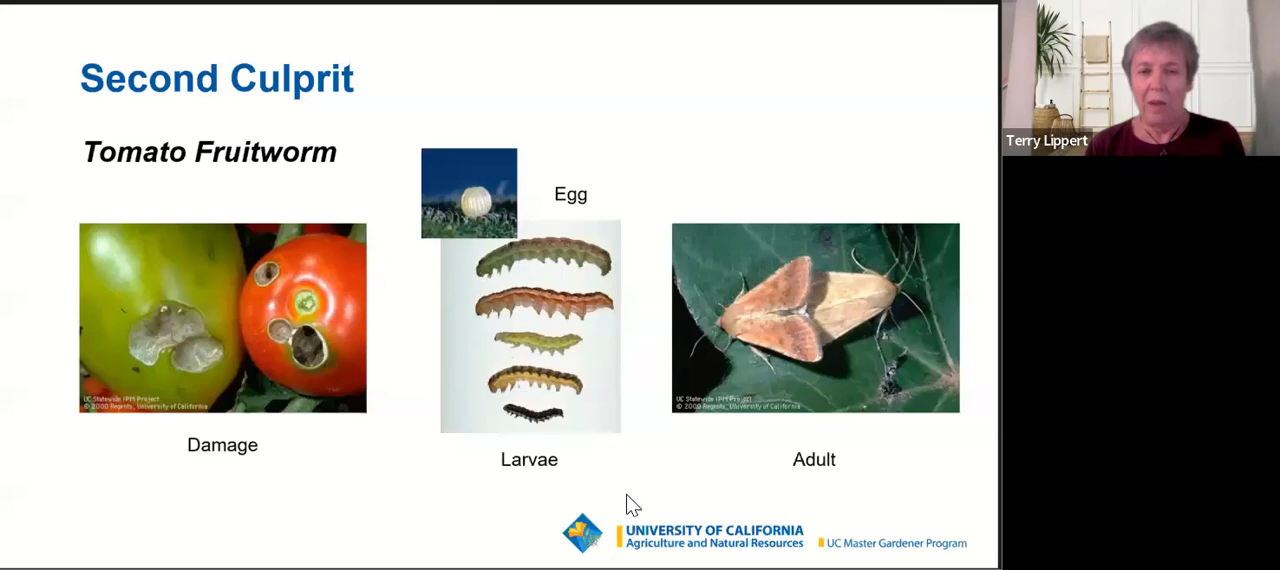 Second Culprit
Terry Lippert
Tomato Fruitworm
Egg
UC Statewide IPM Project
© 2000 Regents, University of California
UC Statewide IPM Project
© 2000 Regents, University of California
Damage
Larvae
Adult
UNIVERSITY OF CALIFORNIA
Agriculture and Natural Resources
UC Master Gardener Program